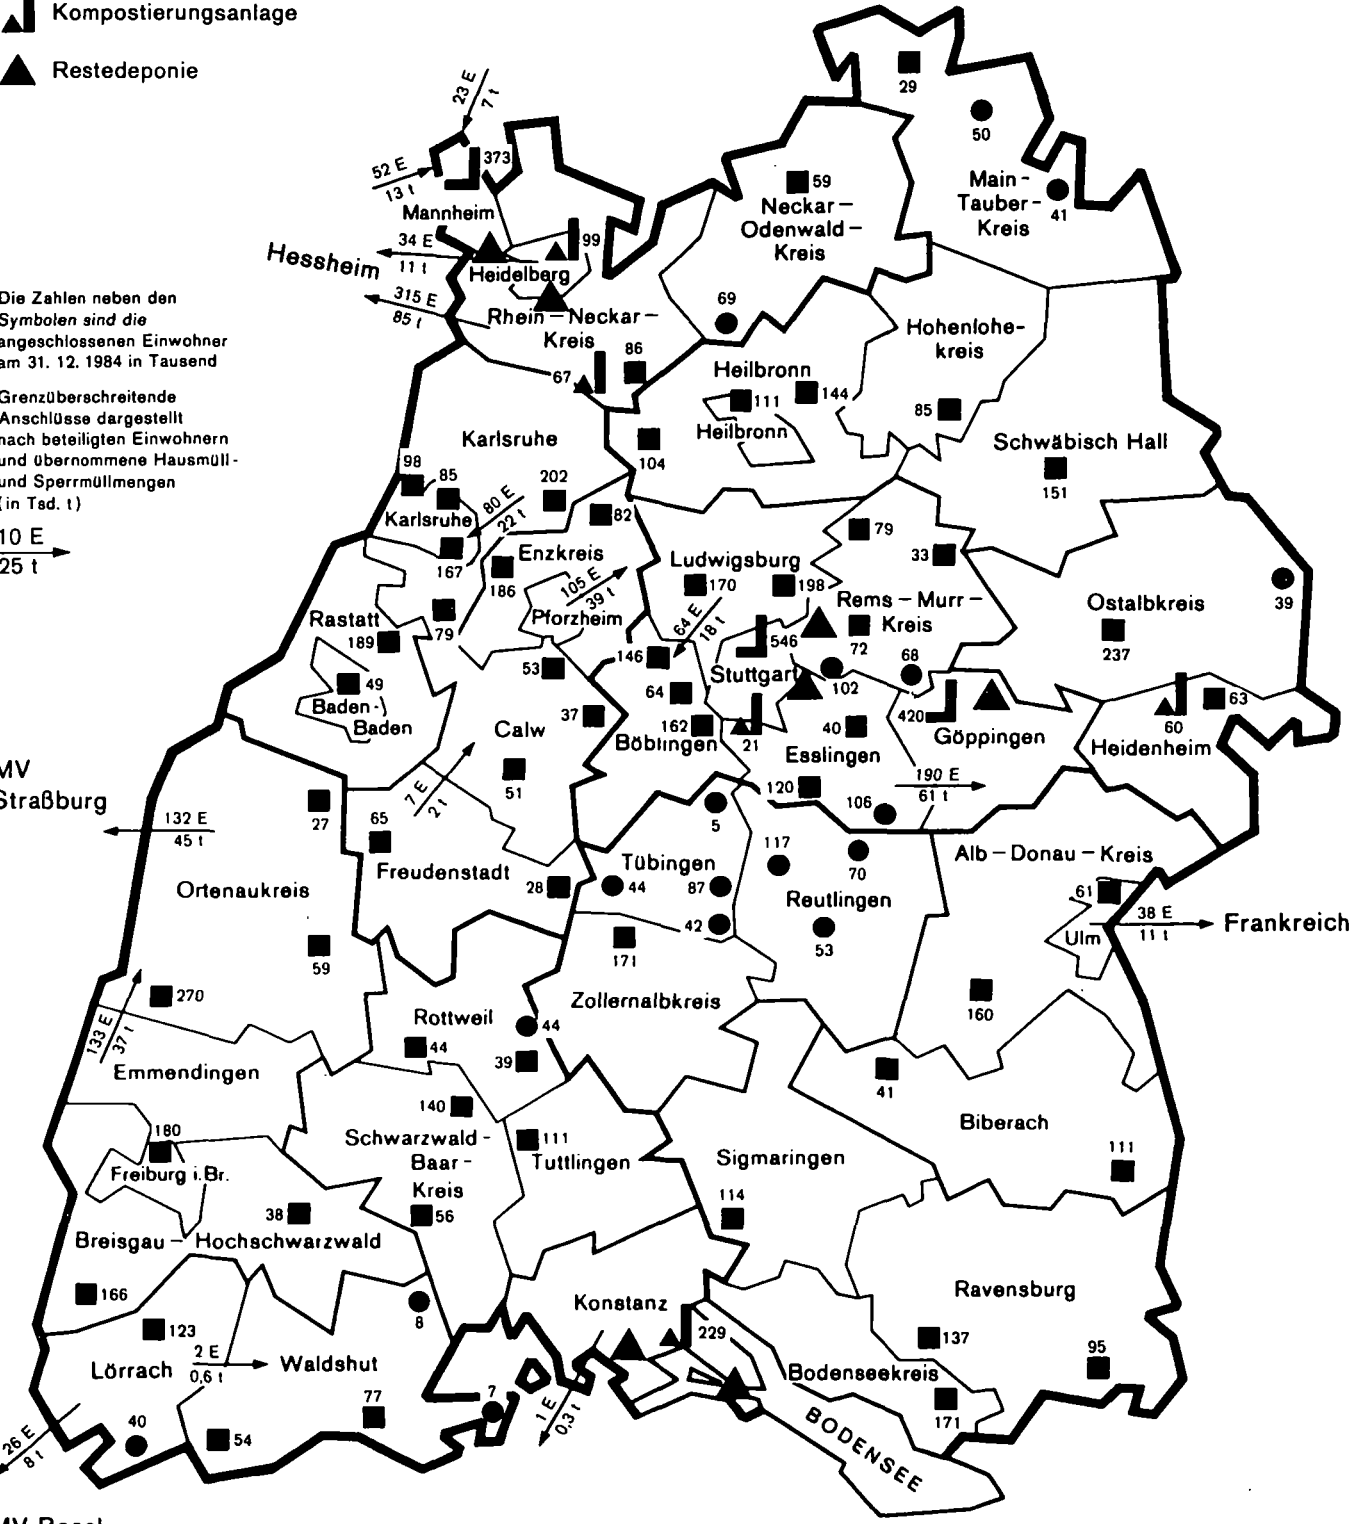 Kompostierungsanlage
Restedeponie
23 E
7 t
52 E
13 t
373
Mannheim
34 E
11 t
Hessheim
315 E
85 t
99
Heidelberg
Rhein – Neckar –
Kreis
86
67
29
50
Main –
Tauber –
Kreis
41
59
Neckar –
Odenwald –
Kreis
69
Die Zahlen neben den
Symbolen sind die
angeschlossenen Einwohner
am 31. 12. 1984 in Tausend
Grenzüberschreitende
Anschlüsse dargestellt
nach beteiligten Einwohnern
und übernommene Hausmüll-
und Sperrmüllmengen
(in Tsd. t)
10 E
25 t
Hohenlohe-
kreis
85
Heilbronn
144
111
Heilbronn
104
Schwäbisch Hall
151
Karlsruhe
98
85
202
80 E
22 t
Karlsruhe
167
82
Enzkreis
186
105 E
39 t
Pforzheim
79
Rastatt
189
49
Baden-
Baden
Ludwigsburg
170
198
64 E
18 t
146
546
Stuttgart
79
33
Rems – Murr –
Kreis
72
102
68
Ostalbkreis
39
237
53
37
Calw
51
64
162
Böblingen
21
40
Esslingen
120
420
Göppingen
190 E
61 t
106
60
63
Heidenheim
MV
Straßburg
132 E
45 t
27
65
7 E
2 t
Freudenstadt
28
Ortenaukreis
59
270
5
Tübingen
44
87
42
117
70
Reutlingen
53
Alb – Donau – Kreis
61
Ulm
38 E
11 t
Frankreich
160
171
Zollernalbkreis
133 E
37 t
Emmendingen
Rottweil
44
44
39
140
Schwarzwald –
Baar –
Kreis
56
111
Tuttlingen
41
Biberach
111
Sigmaringen
114
180
Freiburg i. Br.
38
Breisgau – Hochschwarzwald
166
123
Lörrach
2 E
0,6 t
Waldshut
8
77
7
40
54
26 E
8 t
Konstanz
229
1 E
0,3 t
Ravensburg
137
95
Bodenseekreis
171
BODENSEE